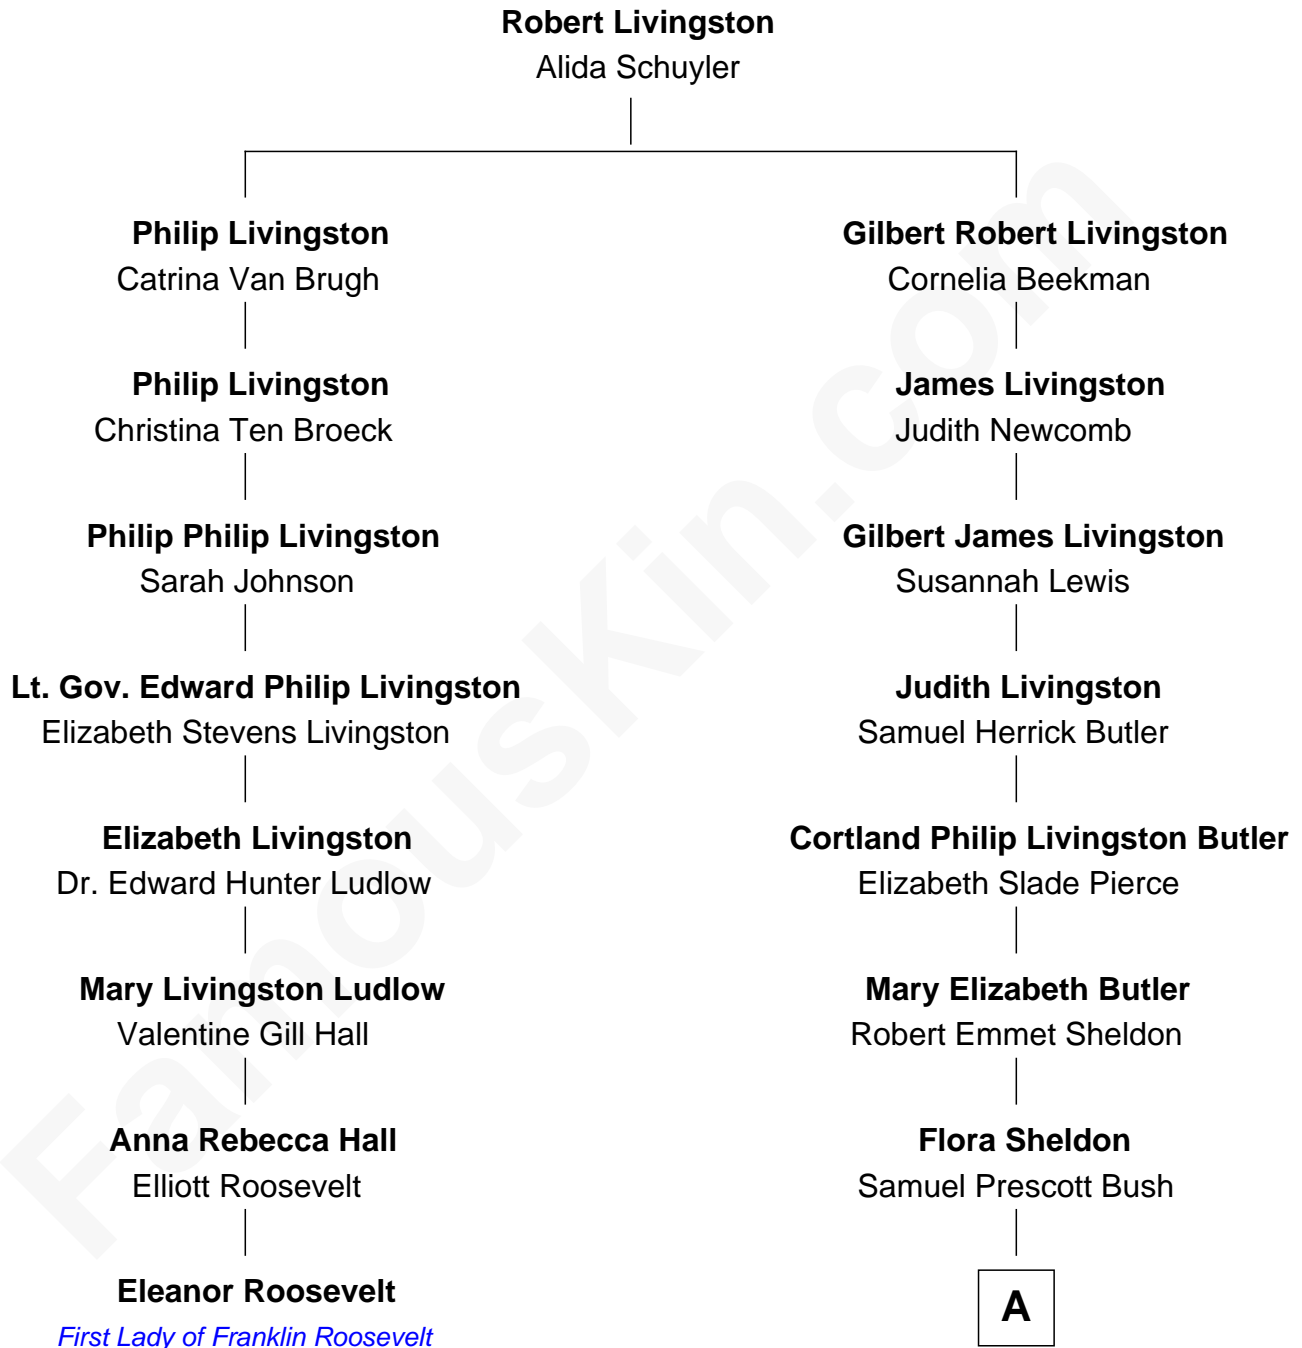 Robert Livingston
Alida Schuyler
Philip Livingston
Catrina Van Brugh
Philip Livingston
Christina Ten Broeck
Philip Philip Livingston
Sarah Johnson
Lt. Gov. Edward Philip Livingston
Elizabeth Stevens Livingston
Elizabeth Livingston
Dr. Edward Hunter Ludlow
Mary Livingston Ludlow
Valentine Gill Hall
Anna Rebecca Hall
Elliott Roosevelt
Eleanor Roosevelt
First Lady of Franklin Roosevelt
Gilbert Robert Livingston
Cornelia Beekman
James Livingston
Judith Newcomb
Gilbert James Livingston
Susannah Lewis
Judith Livingston
Samuel Herrick Butler
Cortland Philip Livingston Butler
Elizabeth Slade Pierce
Mary Elizabeth Butler
Robert Emmet Sheldon
Flora Sheldon
Samuel Prescott Bush
A
FamousKin.com